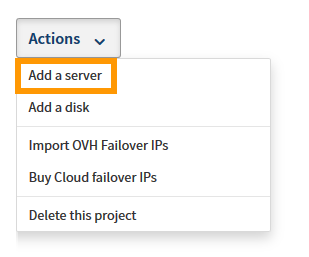 Actions
Add a server
Add a disk
Import OVH Failover IPs
Buy Cloud failover IPs
Delete this project